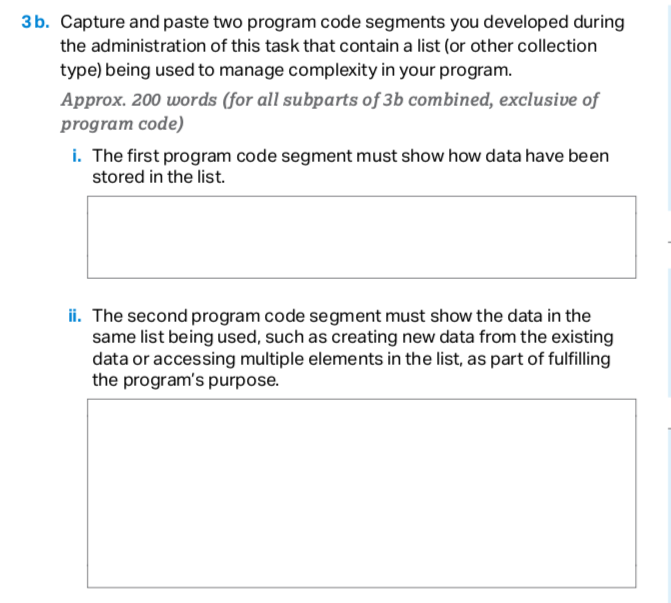 3b. Capture and paste two program code segments you developed during
the administration of this task that contain a list (or other collection
type) being used to manage complexity in your program.
Approx. 200 words (for all subparts of 3b combined, exclusive of
program code)
i. The first program code segment must show how data have been
stored in the list.
ii. The second program code segment must show the data in the
same list being used, such as creating new data from the existing
data or accessing multiple elements in the list, as part of fulfilling
the program's purpose.